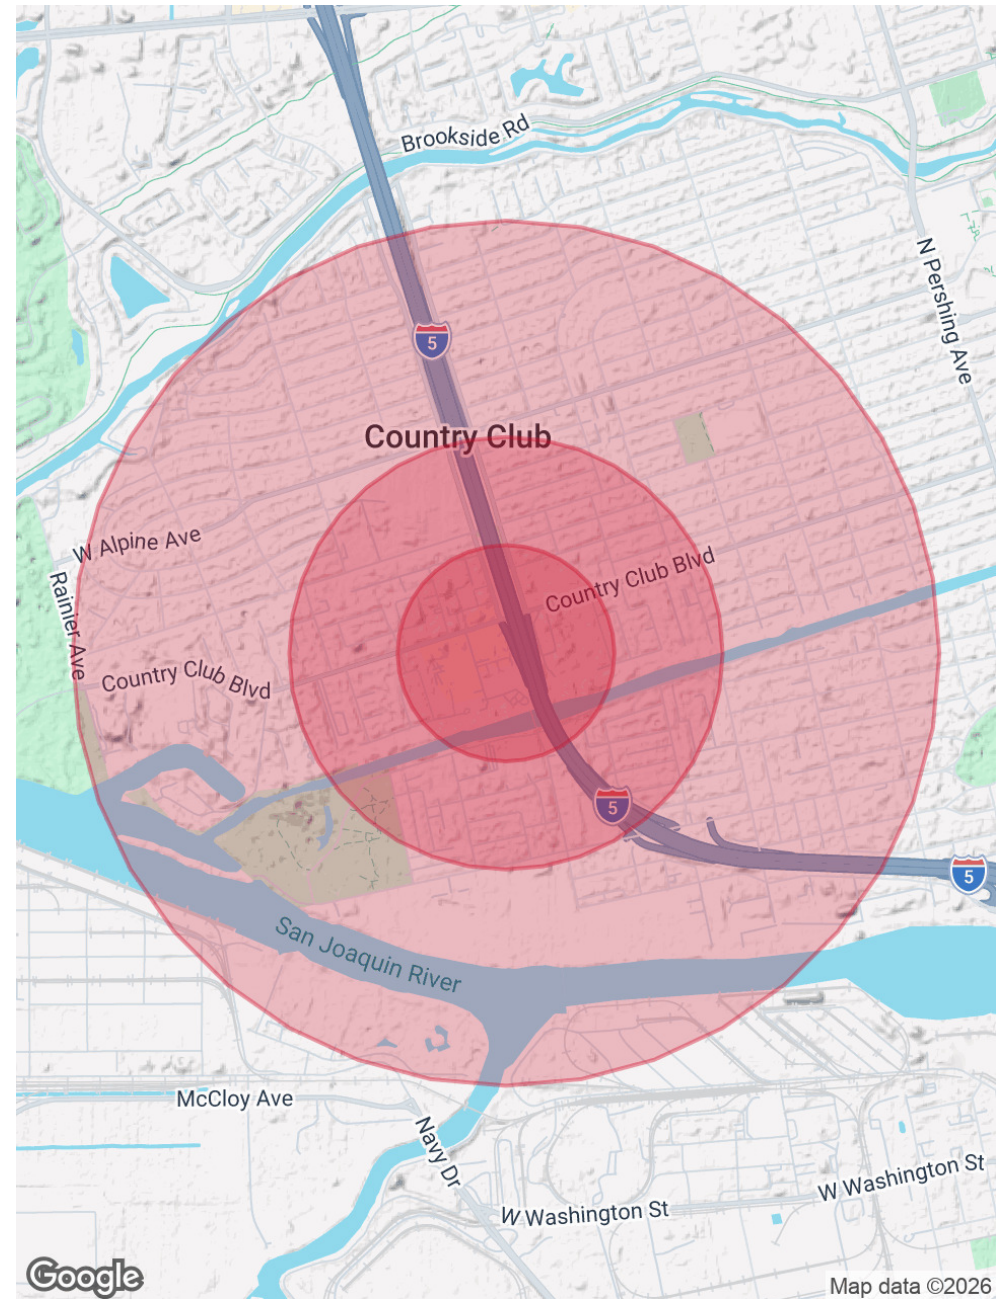 Brookside Rd
N Pershing Ave
5
Country Club
W Alpine Ave
Country Club Blvd
Rainier Ave
Country Club Blvd
5
5
San Joaquin River
McCloy Ave
Navy Dr
W Washington St
W Washington St
Google
Map data ©2026